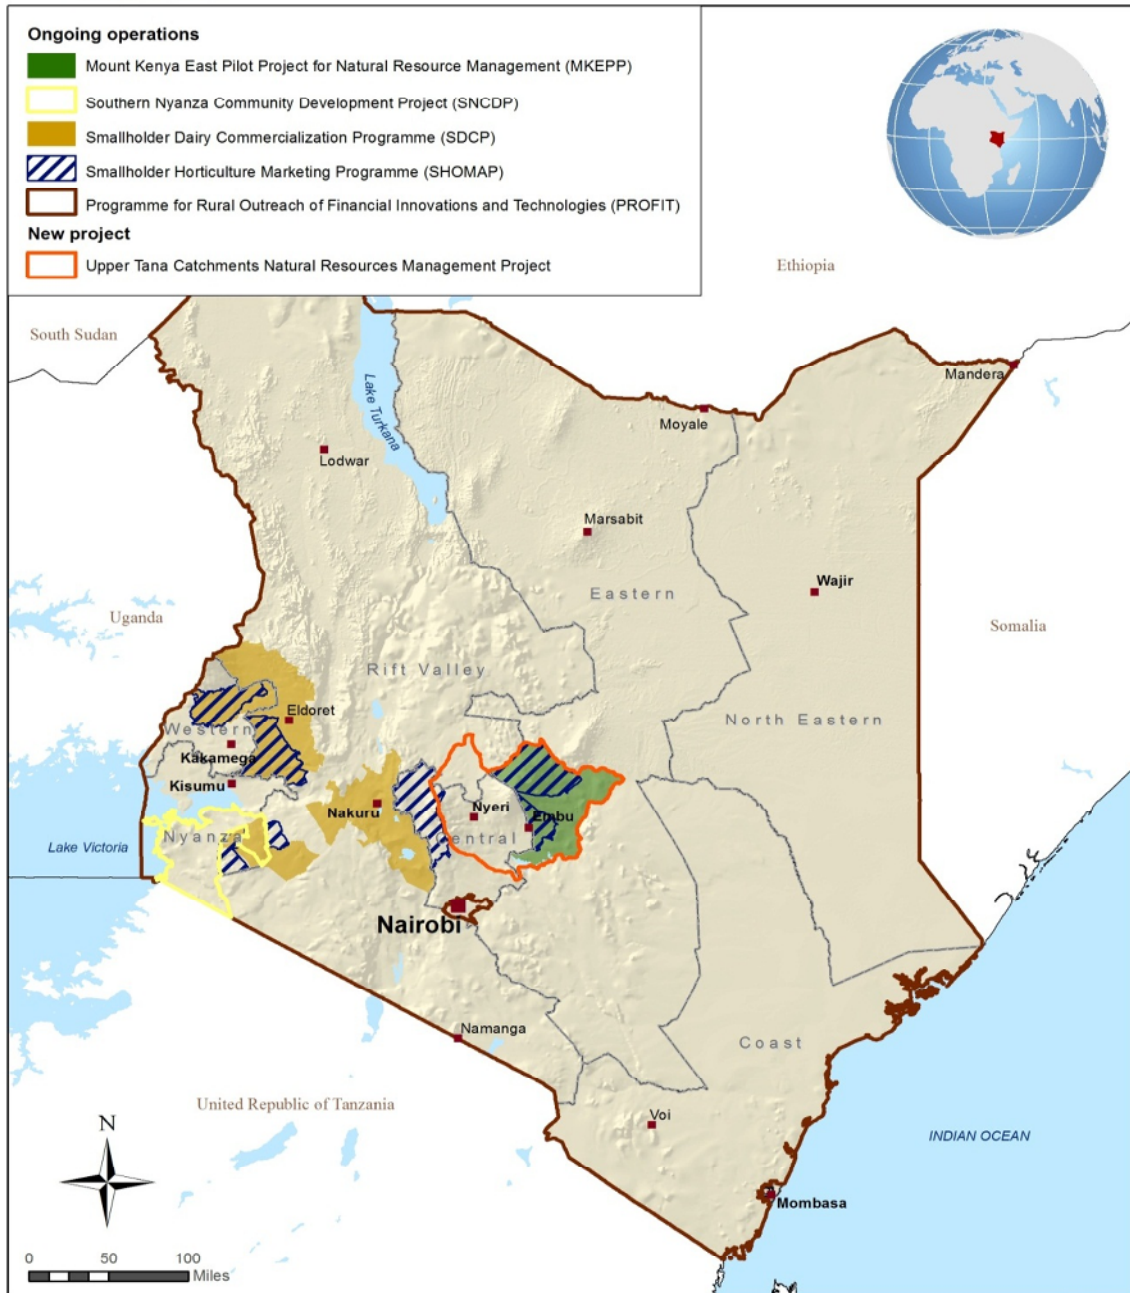 Ongoing operations
Mount Kenya East Pilot Project for Natural Resource Management (MKEPP)
Southern Nyanza Community Development Project (SNCDP)
Smallholder Dairy Commercialization Programme (SDCP)
Smallholder Horticulture Marketing Programme (SHOMAP)
Programme for Rural Outreach of Financial Innovations and Technologies (PROFIT)
New project
Upper Tana Catchments Natural Resources Management Project
Ethiopia
South Sudan
Mandera
Lake Turkana
Moyale
Lodwar
Marsabit
Wajir
Eastern
Uganda
Somalia
Rift Valley
Eldoret
North Eastern
Western
Kakamega
Kisumu
Nakuru
Nyeri
Embu
Nyanza
Central
Lake Victoria
Nairobi
Namanga
Coast
United Republic of Tanzania
Voi
N
INDIAN OCEAN
Mombasa
0 50 100
Miles